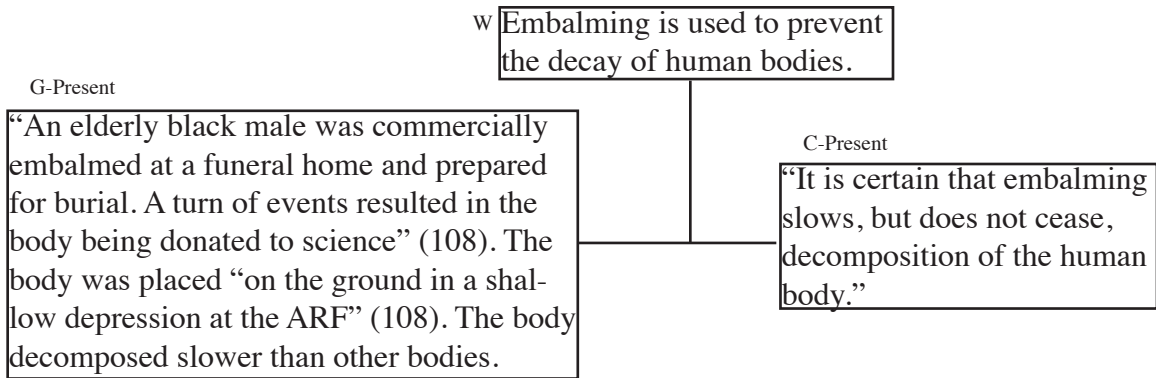 W
Embalming is used to prevent
the decay of human bodies.
G-Present
“An elderly black male was commercially
embalmed at a funeral home and prepared
for burial. A turn of events resulted in the
body being donated to science” (108). The
body was placed “on the ground in a shal-
low depression at the ARF” (108). The body
decomposed slower than other bodies.
C-Present
“It is certain that embalming
slows, but does not cease,
decomposition of the human
body.”